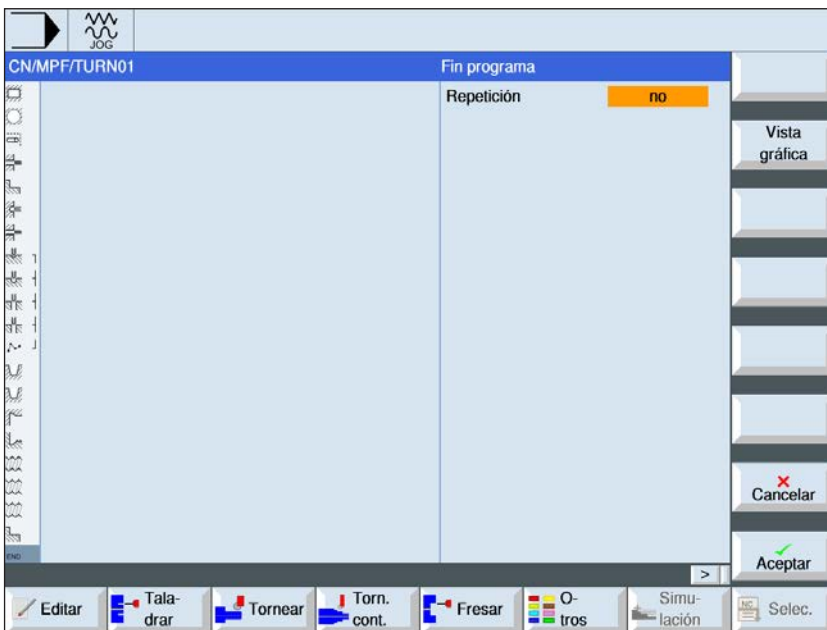 JOG
CN/MPF/TURN01
Fin programa
Repetición no
Vista
gráfica
END
Cancelar
Aceptar
>
Editar
Tala-
drar
Tornear
Torn.
cont.
Fresar
O-
tros
Simu-
lación
NC
Selec.